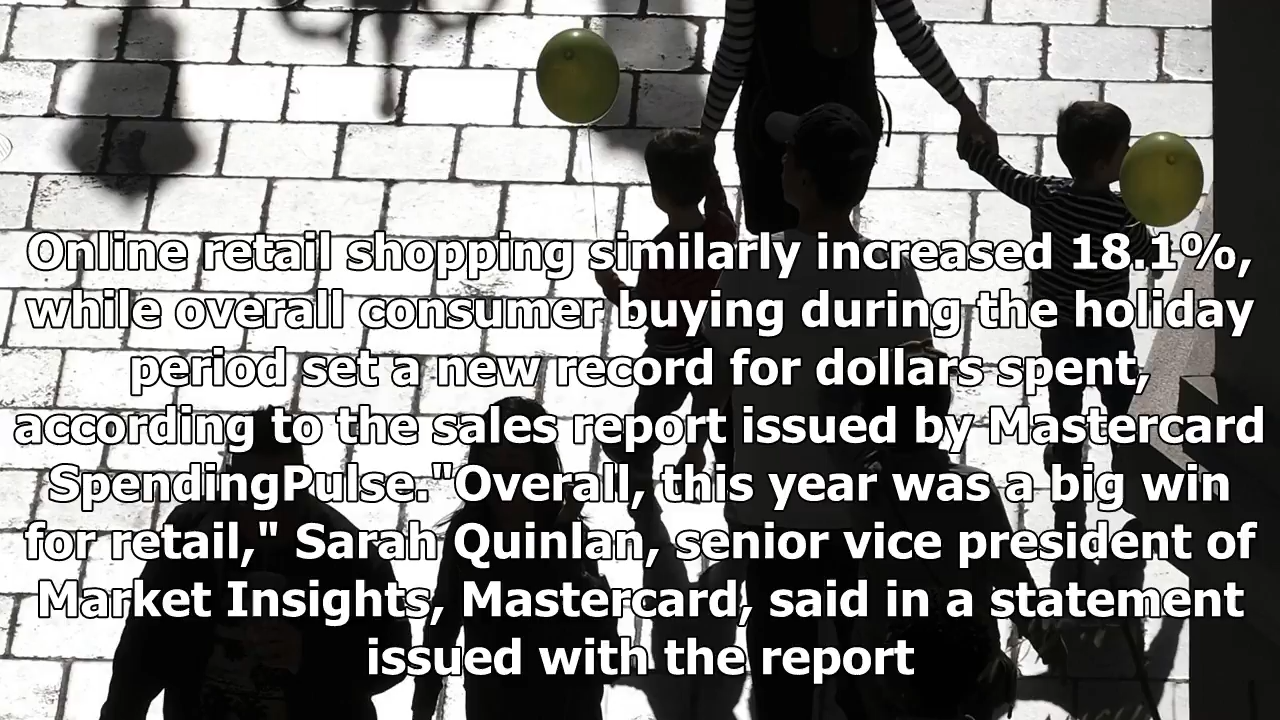 Online retail shopping similarly increased 18.1%,
while overall consumer buying during the holiday
period set a new record for dollars spent,
according to the sales report issued by Mastercard
SpendingPulse."Overall, this year was a big win
for retail," Sarah Quinlan, senior vice president of
Market Insights, Mastercard, said in a statement
issued with the report